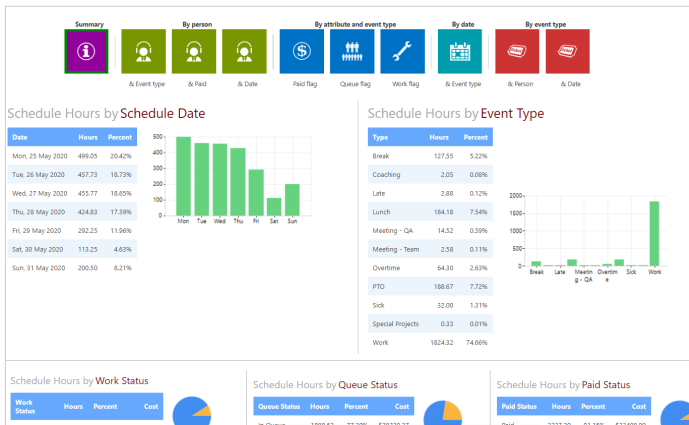 Summary By person By attribute and event type By date By event type
& Event type & Paid & Date Paid flag Queue flag Work flag & Event type & Person & Date
Schedule Hours by Schedule Date
Date Hours Percent
Mon, 25 May 2020 499.05 20.42%
Tue, 26 May 2020 457.73 18.73%
Wed, 27 May 2020 455.77 18.65%
Thu, 28 May 2020 424.83 17.39%
Fri, 29 May 2020 292.25 11.96%
Sat, 30 May 2020 113.25 4.63%
Sun, 31 May 2020 200.50 8.21%
500
400
300
200
100
0
Mon Tue Wed Thu Fri Sat Sun
Schedule Hours by Event Type
Type Hours Percent
Break 127.55 5.22%
Coaching 2.05 0.08%
Late 2.88 0.12%
Lunch 184.18 7.54%
Meeting - QA 14.52 0.59%
Meeting - Team 2.58 0.11%
Overtime 64.30 2.63%
PTO 188.67 7.72%
Sick 32.00 1.31%
Special Projects 0.33 0.01%
Work 1824.32 74.66%
2000
1500
1000
500
0
Break Late Meetin Overtim Sick Work
g - QA e
Schedule Hours by Work Status
Work
Status Hours Percent Cost
Schedule Hours by Queue Status
Queue Status Hours Percent Cost
Schedule Hours by Paid Status
Paid Status Hours Percent Cost